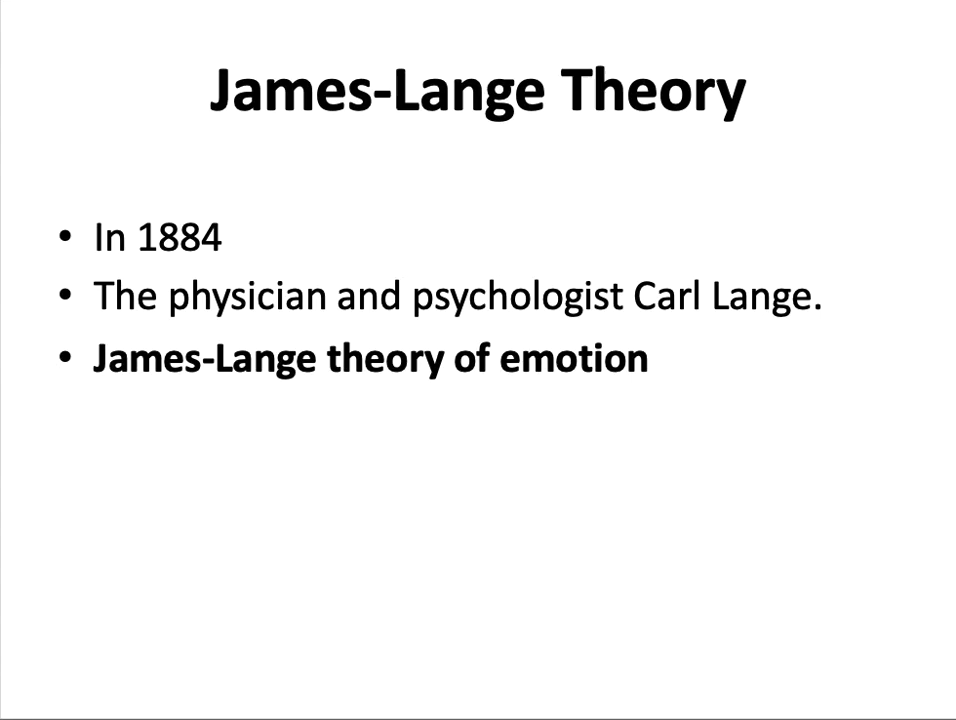 James-Lange Theory
• In 1884
• The physician and psychologist Carl Lange.
• James-Lange theory of emotion